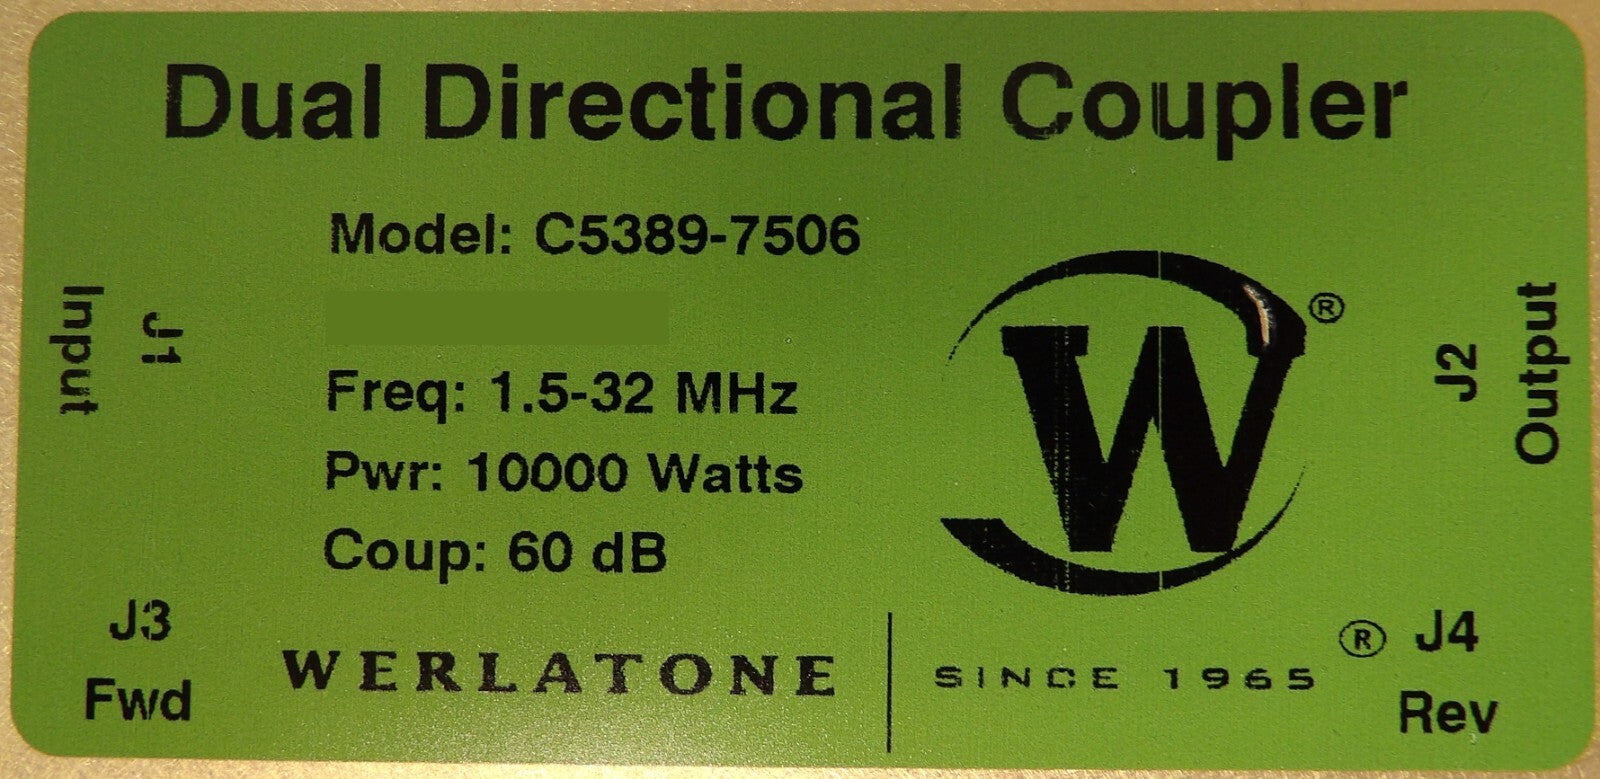 Dual Directional Coupler
Model: C5389-7506
Freq: 1.5-32 MHz
Pwr: 10000 Watts
Coup: 60 dB
J1
Input
J2
Output
J3
Fwd
W®
WERLATONE
SINCE 1965
®
J4
Rev